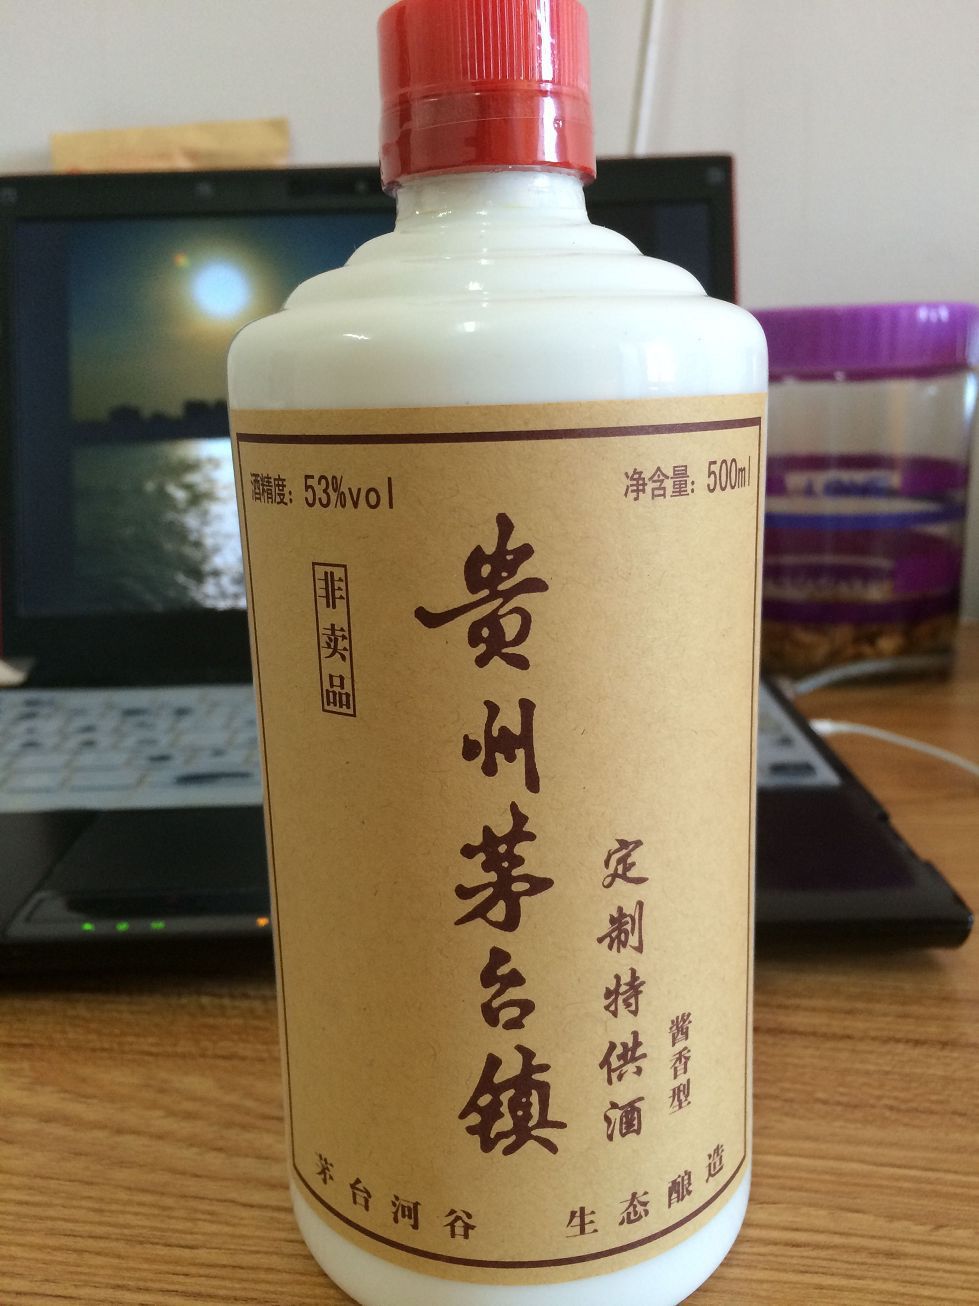 酒精度：53%vol
净含量：500ml
非卖品
贵州茅台镇
定制特供酒
酱香型
茅台河谷 生态酿造